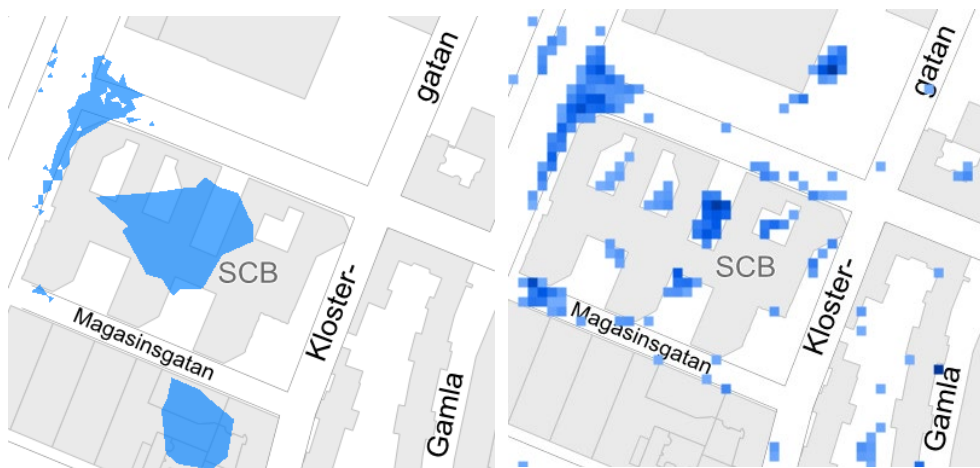 gatan
SCB
Kloster-
Magasinsgatan
Gamla
gatan
SCB
Kloster-
Magasinsgatan
Gamla